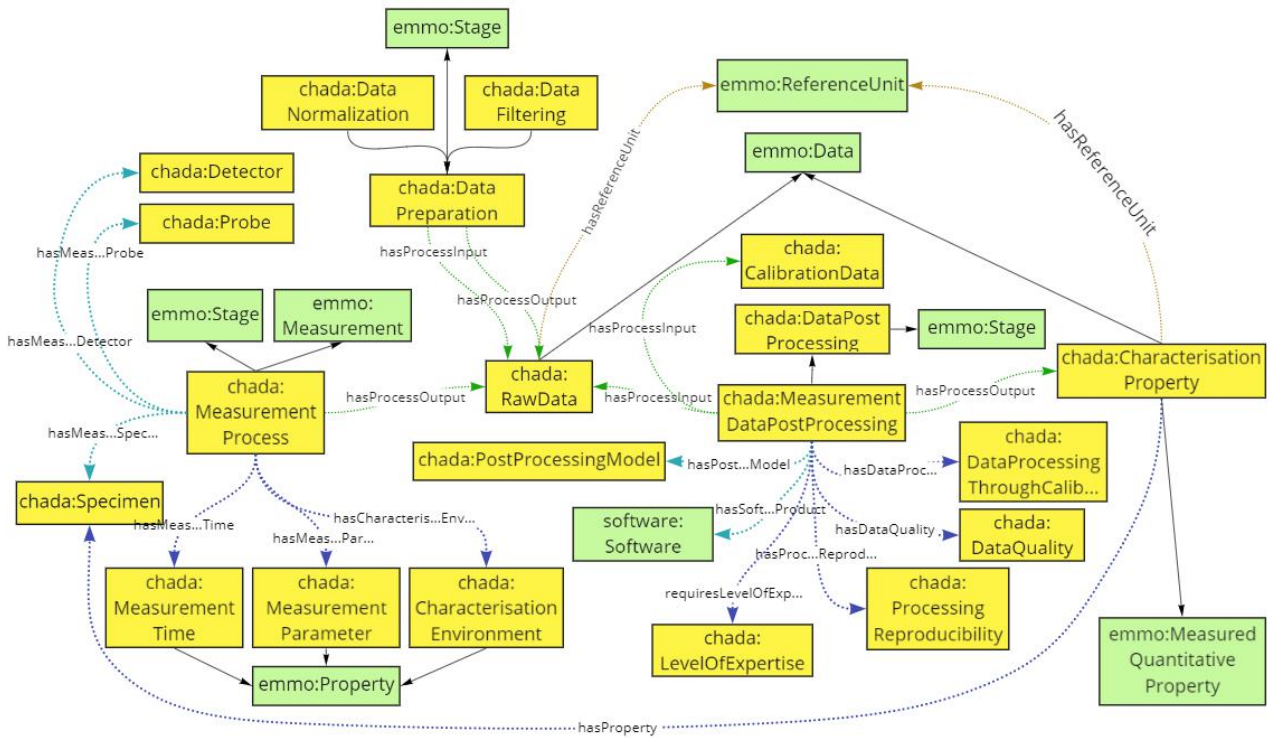 emmo:Stage
chada:Data
Normalization
chada:Data
Filtering
emmo:ReferenceUnit
hasReferenceUnit
hasReferenceUnit
emmo:Data
chada:Detector
chada:Data
Preparation
chada:Probe
hasMeas...Probe
hasProcessInput
hasProcessOutput
chada:
CalibrationData
emmo:Stage
emmo:
Measurement
hasProcessInput
chada:DataPost
Processing
emmo:Stage
hasMeas...Detector
chada:
Measurement
Process
hasProcessOutput
chada:
RawData
hasProcessInput
chada:Measurement
DataPostProcessing
hasProcessOutput
chada:Characterisation
Property
hasMeas...Spec...
chada:PostProcessingModel
hasPost...Model
hasDataProc...
chada:
DataProcessing
ThroughCalib...
chada:Specimen
hasMeas...Time
hasMeas...Par...
hasCharacteris...Env...
software:
Software
hasSoft...Product
hasDataQuality
chada:
DataQuality
hasProc...Reprod...
chada:
Measurement
Time
chada:
Measurement
Parameter
chada:
Characterisation
Environment
requiresLevelOfExp...
chada:
Processing
Reproducibility
chada:
LevelOfExpertise
emmo:Measured
Quantitative
Property
emmo:Property
hasProperty